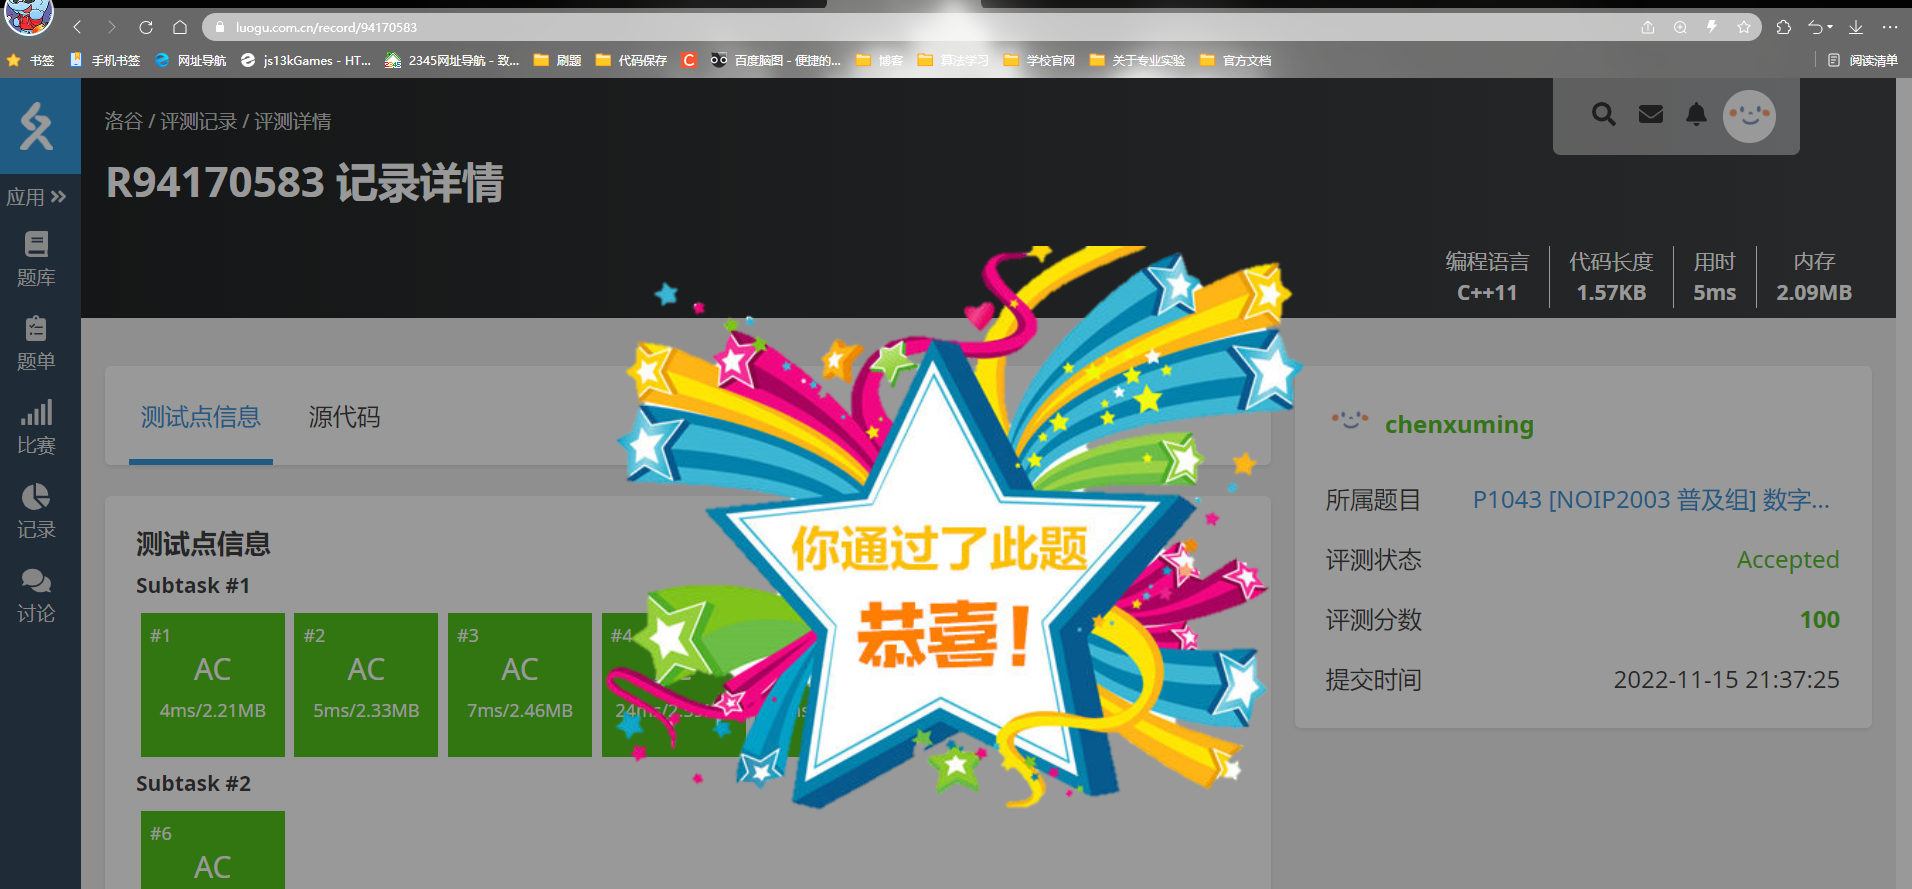 luogu.com.cn/record/94170583
书签 手机书签 网址导航 js13kGames - HT... 2345网址导航 - 致... 刷题 代码保存 百度脑图 - 便捷的... 博客 算法学习 学校官网 关于专业实验 官方文档 阅读清单
洛谷 / 评测记录 / 评测详情
R94170583 记录详情
应用
题库
题单
比赛
记录
讨论
编程语言 代码长度 用时 内存
C++11 1.57KB 5ms 2.09MB
测试点信息 源代码
测试点信息
Subtask #1
#1 #2 #3 #4
AC AC AC
4ms/2.21MB 5ms/2.33MB 7ms/2.46MB
Subtask #2
#6
AC
你通过了此题
恭喜!
chenxuming
所属题目 P1043 [NOIP2003 普及组] 数字...
评测状态 Accepted
评测分数 100
提交时间 2022-11-15 21:37:25